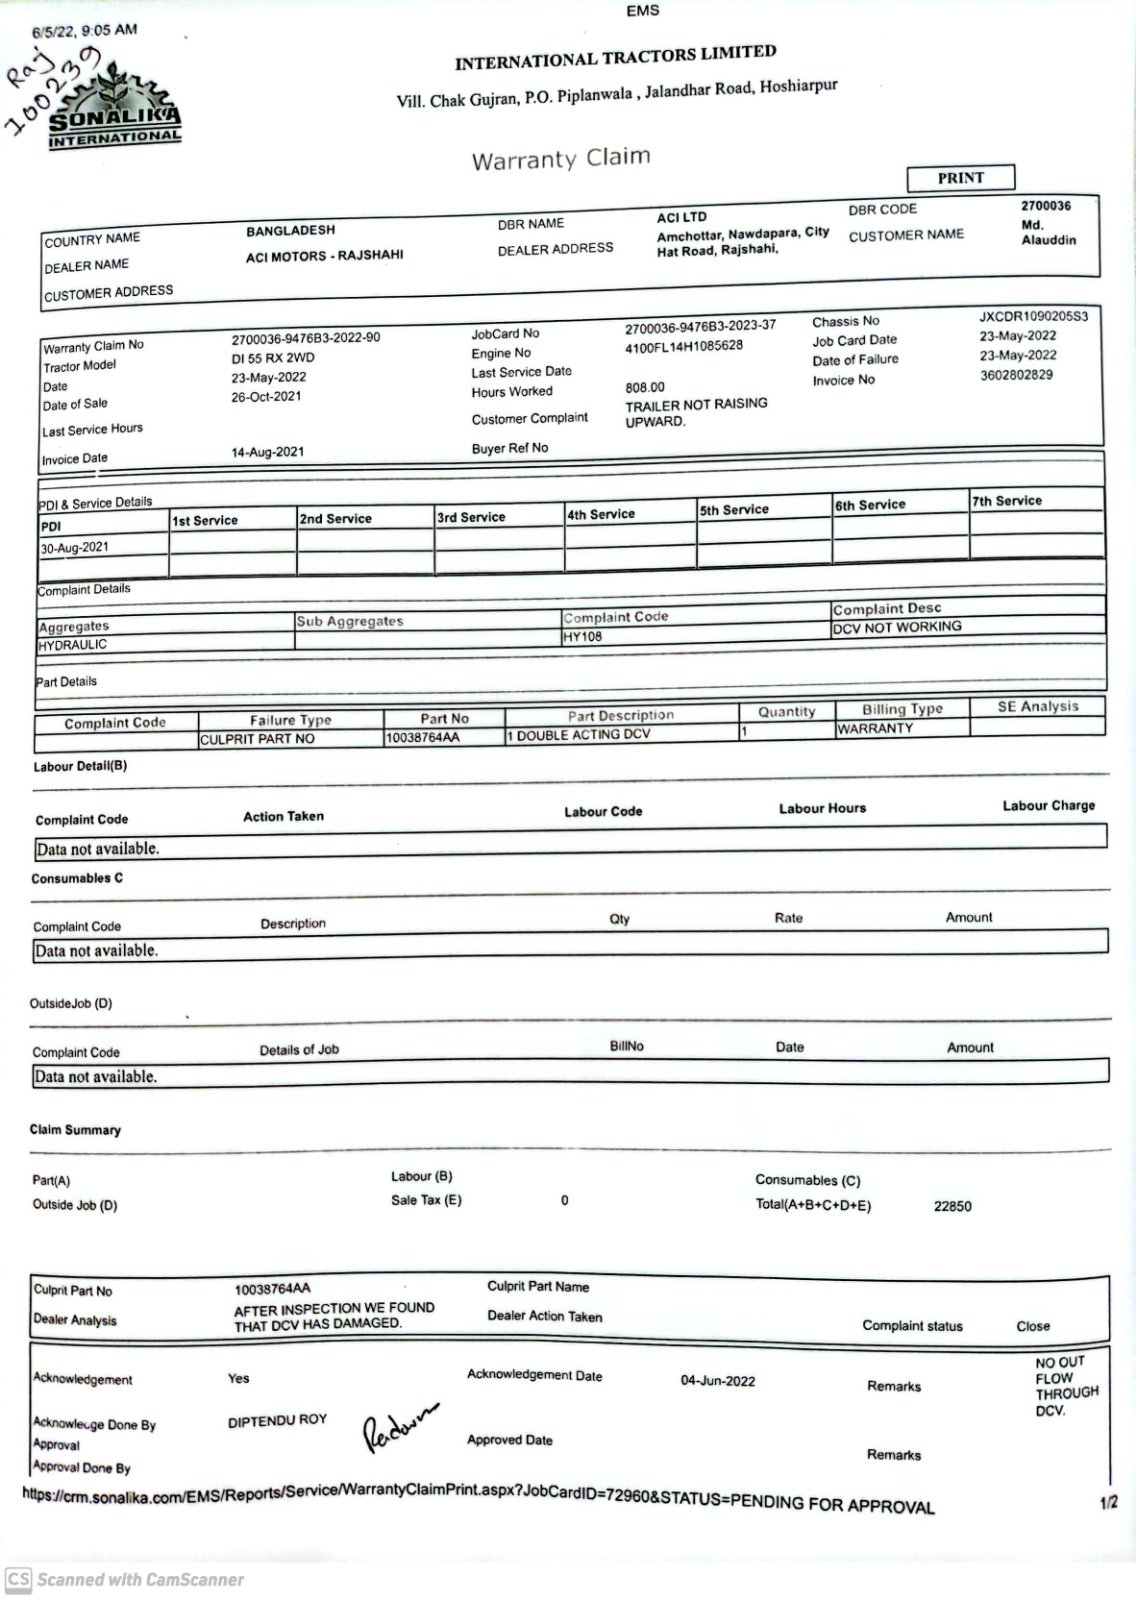 EMS
6/5/22, 9:05 AM
Raj
100239
SONALIKA
INTERNATIONAL
INTERNATIONAL TRACTORS LIMITED
Vill. Chak Gujran, P.O. Piplanwala , Jalandhar Road, Hoshiarpur
Warranty Claim
PRINT
COUNTRY NAME BANGLADESH DBR NAME ACI LTD DBR CODE 2700036
DEALER NAME ACI MOTORS - RAJSHAHI DEALER ADDRESS Amchottar, Nawdapara, City Hat Road, Rajshahi, CUSTOMER NAME Md. Alauddin
CUSTOMER ADDRESS
Warranty Claim No 2700036-9476B3-2022-90 JobCard No 2700036-9476B3-2023-37 Chassis No JXCDR1090205S3
Tractor Model DI 55 RX 2WD Engine No 4100FL14H1085628 Job Card Date 23-May-2022
Date 23-May-2022 Last Service Date Date of Failure 23-May-2022
Date of Sale 26-Oct-2021 Hours Worked 808.00 Invoice No 3602802829
Last Service Hours Customer Complaint TRAILER NOT RAISING UPWARD.
Invoice Date 14-Aug-2021 Buyer Ref No
PDI & Service Details
PDI 1st Service 2nd Service 3rd Service 4th Service 5th Service 6th Service 7th Service
30-Aug-2021
Complaint Details
Aggregates Sub Aggregates Complaint Code Complaint Desc
HYDRAULIC HY108 DCV NOT WORKING
Part Details
Complaint Code Failure Type Part No Part Description Quantity Billing Type SE Analysis
CULPRIT PART NO 10038764AA 1 DOUBLE ACTING DCV 1 WARRANTY
Labour Detail(B)
Complaint Code Action Taken Labour Code Labour Hours Labour Charge
Data not available.
Consumables C
Complaint Code Description Qty Rate Amount
Data not available.
OutsideJob (D)
Complaint Code Details of Job BillNo Date Amount
Data not available.
Claim Summary
Part(A) Labour (B) Consumables (C)
Outside Job (D) Sale Tax (E) 0 Total(A+B+C+D+E) 22850
Culprit Part No 10038764AA Culprit Part Name
Dealer Analysis AFTER INSPECTION WE FOUND THAT DCV HAS DAMAGED. Dealer Action Taken Complaint status Close
Acknowledgement Yes Acknowledgement Date 04-Jun-2022 Remarks NO OUT FLOW THROUGH DCV.
Acknowleuge Done By DIPTENDU ROY
Approval Approved Date Remarks
Approval Done By
https://crm.sonalika.com/EMS/Reports/Service/WarrantyClaimPrint.aspx?JobCardID=72960&STATUS=PENDING FOR APPROVAL 1/2
CS Scanned with CamScanner